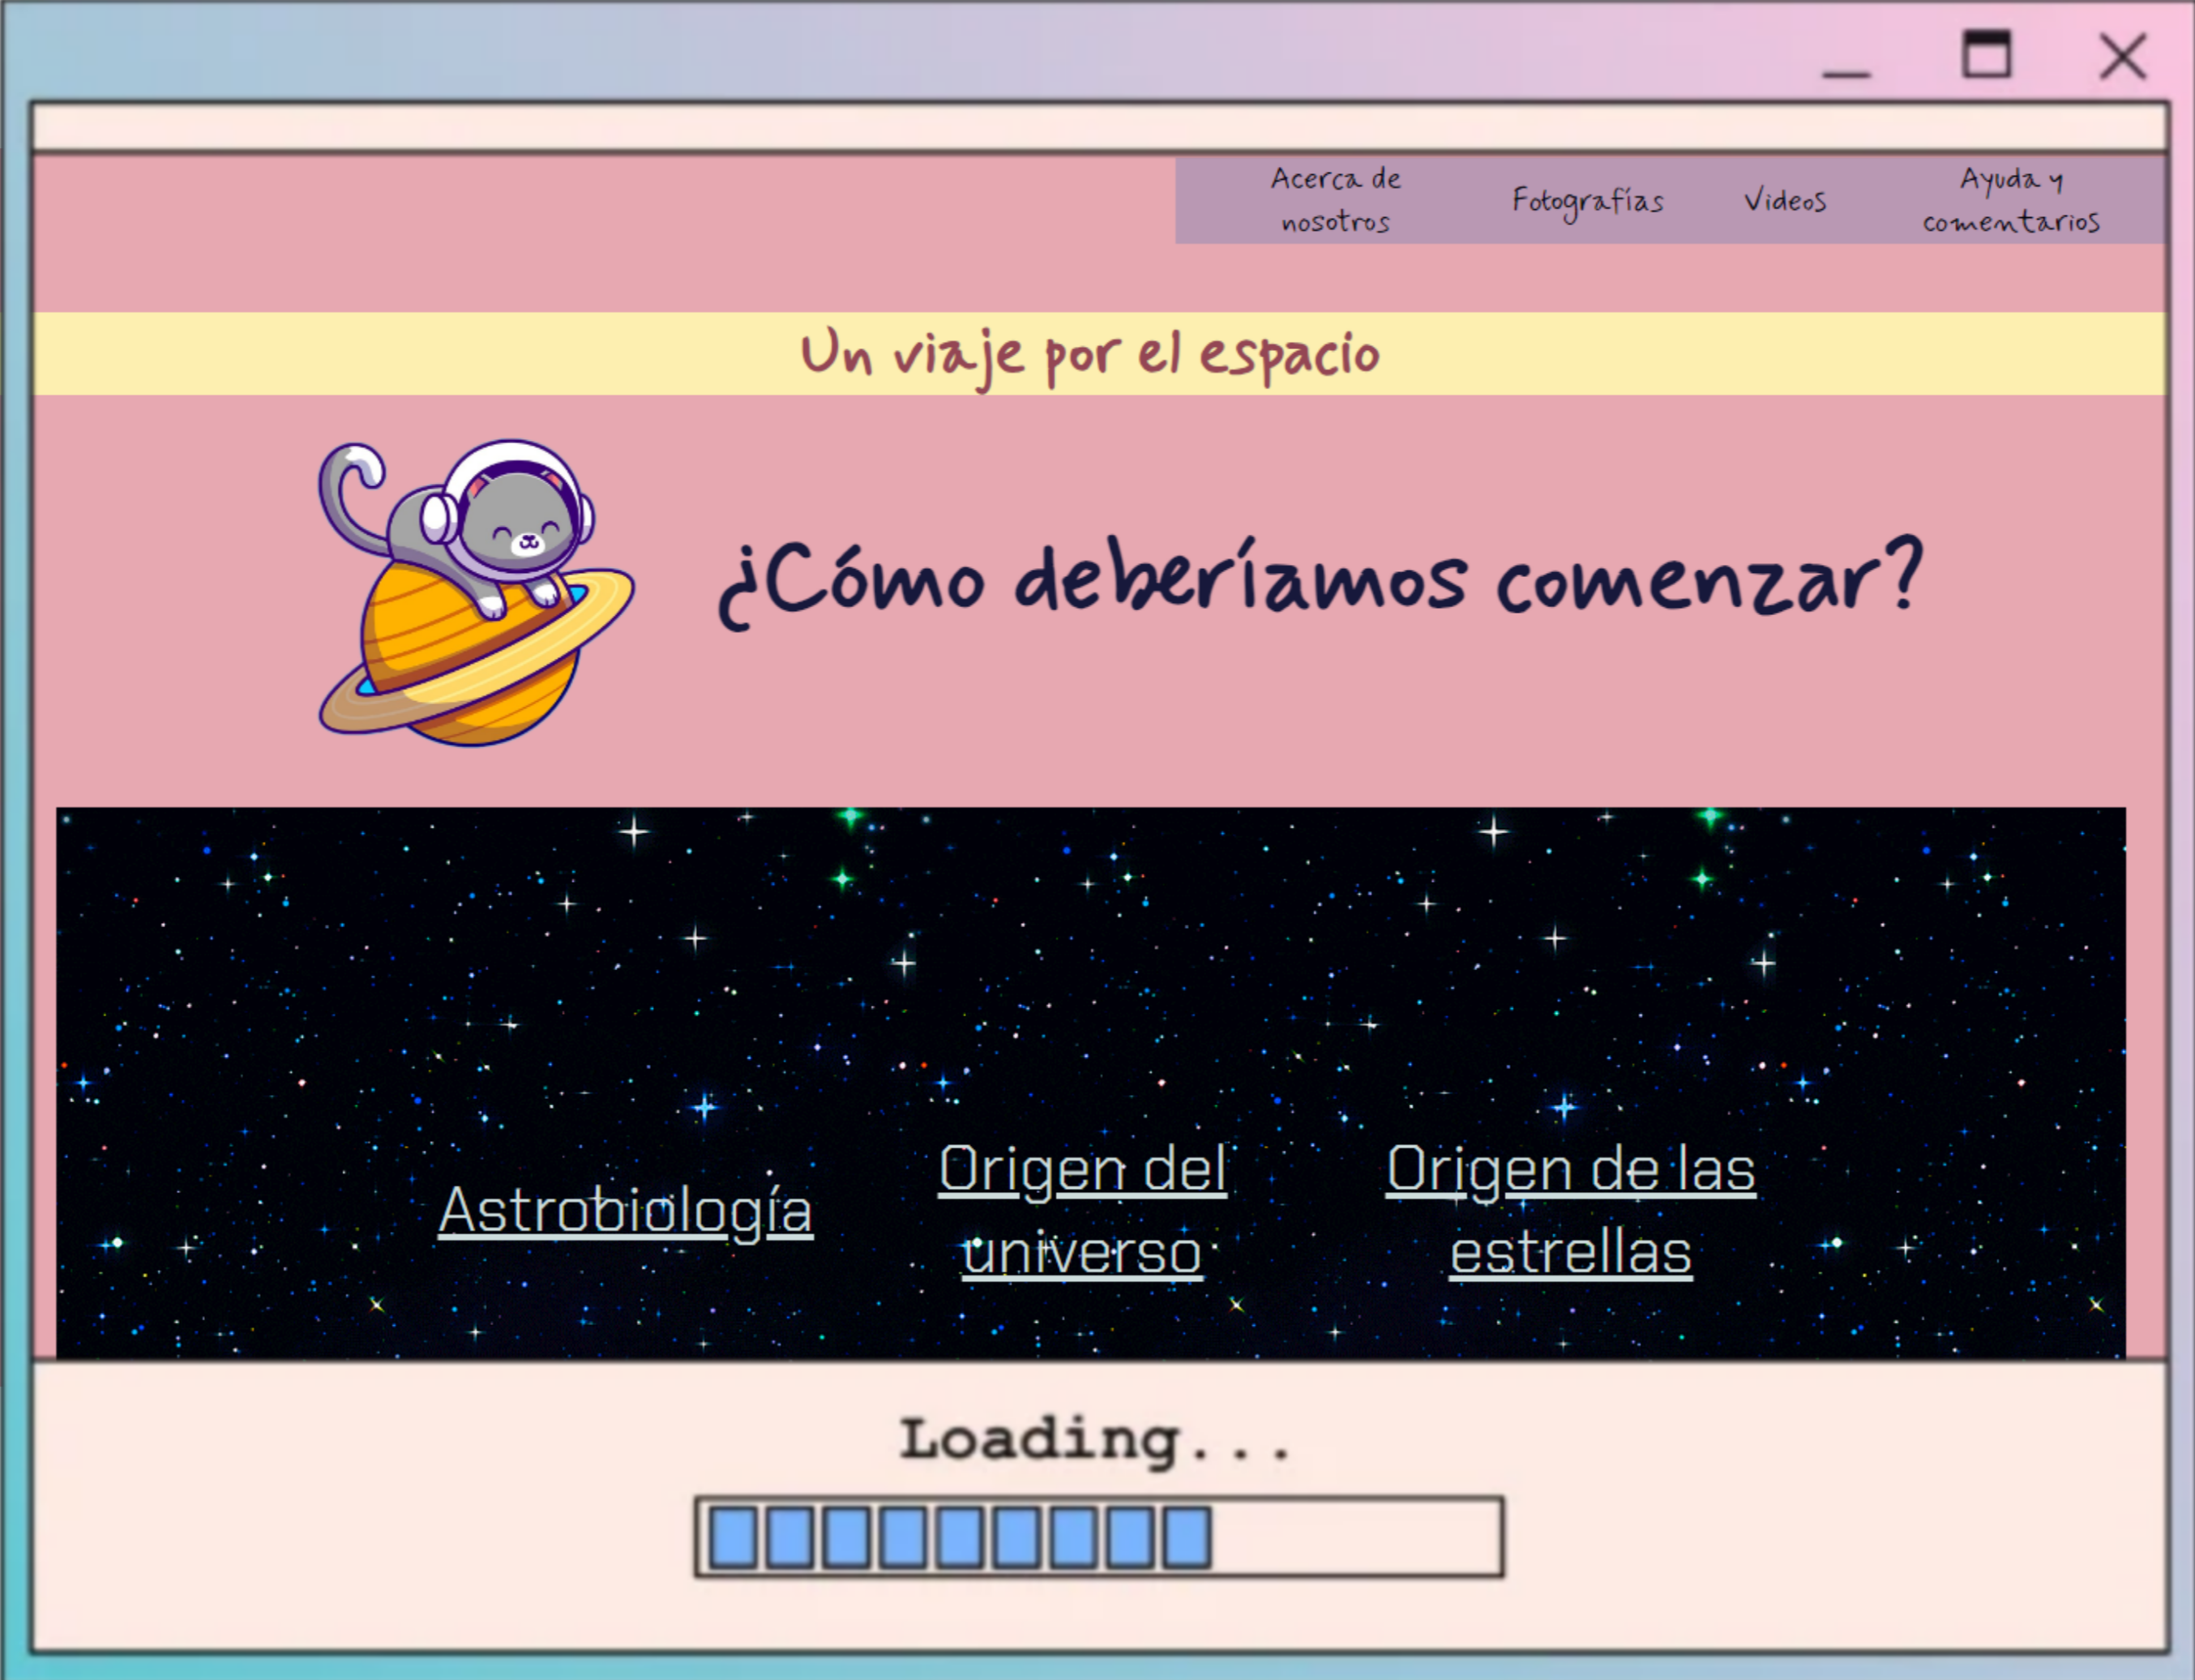 Acerca de
nosotros
Fotografías
Videos
Ayuda y
comentarios
Un viaje por el espacio
¿Cómo deberíamos comenzar?
Astrobiología
Origen del
universo
Origen de las
estrellas
Loading...